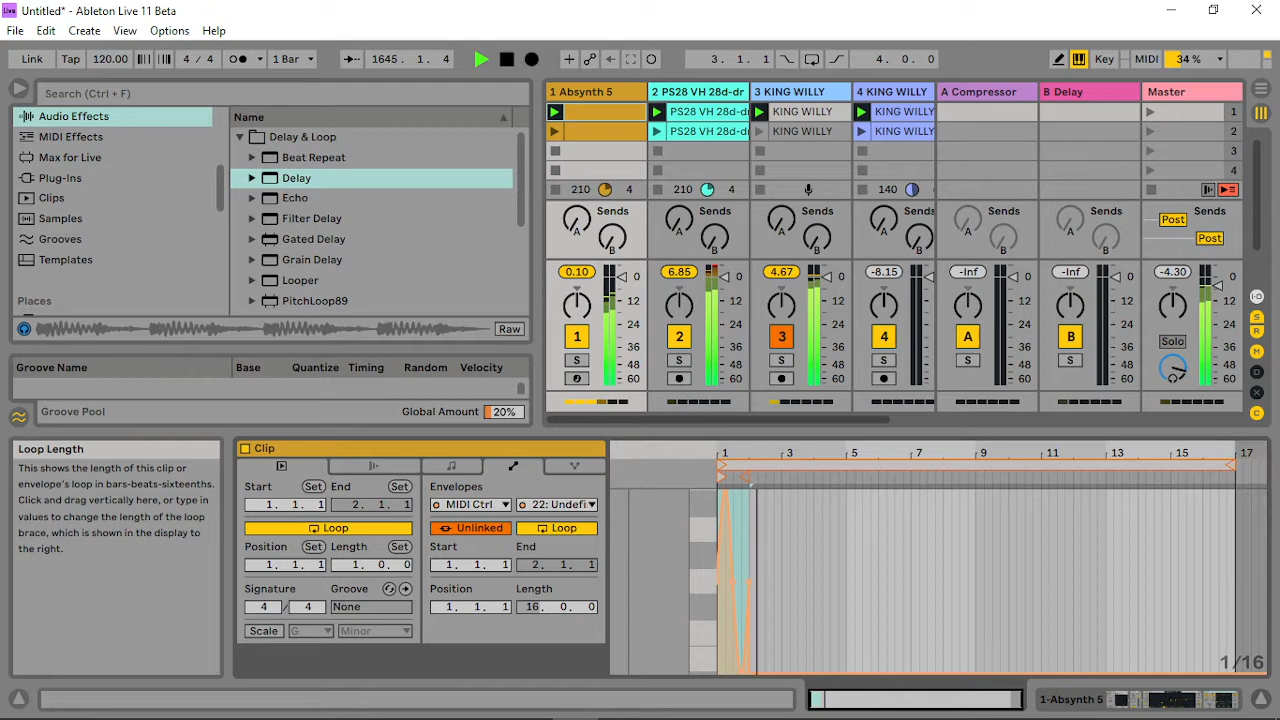 Live
Untitled* - Ableton Live 11 Beta
File Edit Create View Options Help
Link Tap 120.00 4 / 4 1 Bar 1645. 1. 4 3. 1. 1 4. 0. 0 Key MIDI 34 %
Search (Ctrl + F)
Audio Effects
MIDI Effects
Max for Live
Plug-Ins
Clips
Samples
Grooves
Templates
Places
Name
Delay & Loop
Beat Repeat
Delay
Echo
Filter Delay
Gated Delay
Grain Delay
Looper
PitchLoop89
Raw
Groove Name Base Quantize Timing Random Velocity
Groove Pool Global Amount 20%
1 Absynth 5 2 PS28 VH 28d-dr 3 KING WILLY 4 KING WILLY A Compressor B Delay Master
PS28 VH 28d-dr KING WILLY KING WILLY 1
PS28 VH 28d-dr KING WILLY KING WILLY 2
3
4
210 4 210 4 140
Sends Sends Sends Sends Sends Sends Sends
A A A A A A Post
B B B B B B Post
0.10 6.85 4.67 -8.15 -Inf -Inf -4.30
0 0 0 0 0 0 0
12 12 12 12 12 12 12
24 24 24 24 24 24 24
1 2 3 4 A B Solo
36 36 36 36 36 36 36
S S S S S S
48 48 48 48 48 48 48
60 60 60 60 60 60 60
I·O
S
R
M
D
X
C
Loop Length
This shows the length of this clip or
envelope's loop in bars-beats-sixteenths.
Click and drag vertically here, or type in
values to change the length of the loop
brace, which is shown in the display to
the right.
Clip
Start Set End Set
1. 1. 1 2. 1. 1
Loop
Position Set Length Set
1. 1. 1 1. 0. 0
Signature Groove
4 / 4 None
Scale G Minor
Envelopes
MIDI Ctrl 22: Undefi
Unlinked Loop
Start End
1. 1. 1 2. 1. 1
Position Length
1. 1. 1 16. 0. 0
1 3 5 7 9 11 13 15 17
1/16
1-Absynth 5